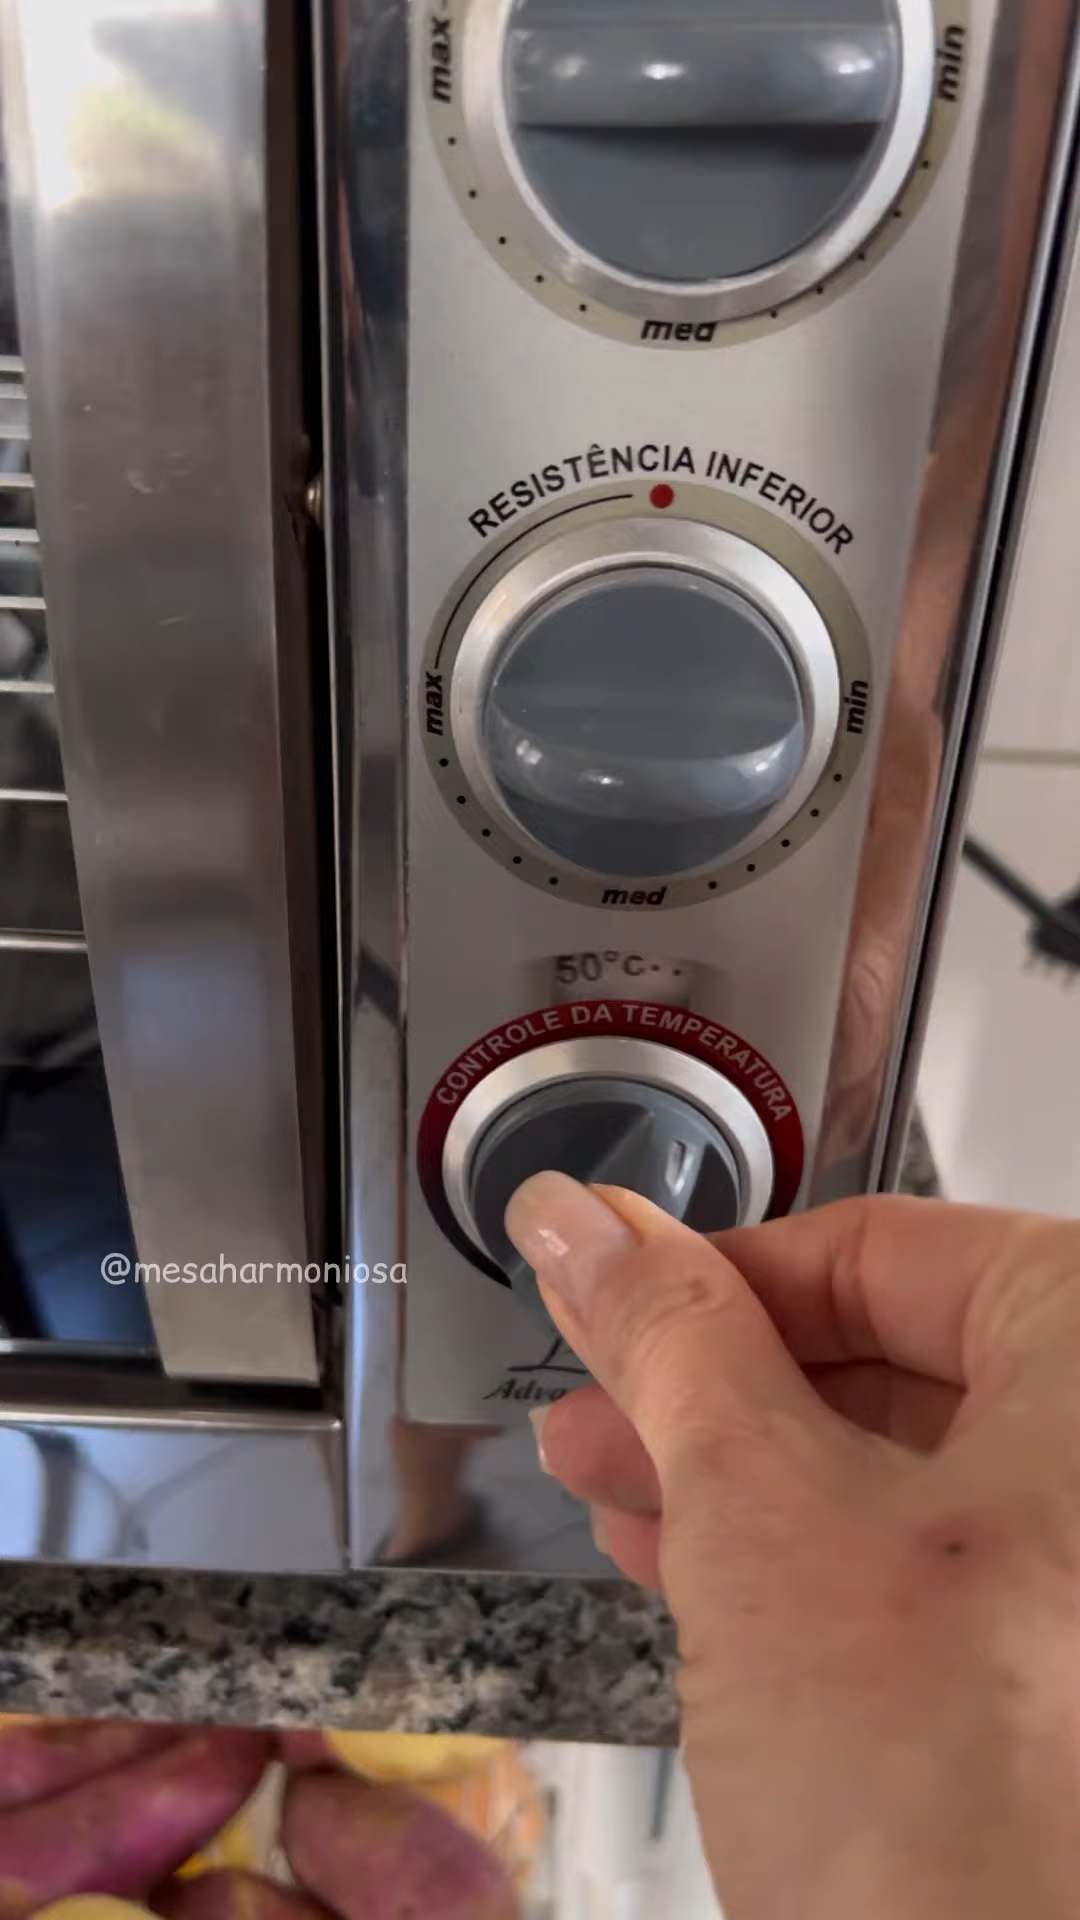 max
min
med
RESISTÊNCIA INFERIOR
max
min
med
50°C
CONTROLE DA TEMPERATURA
@mesaharmoniosa